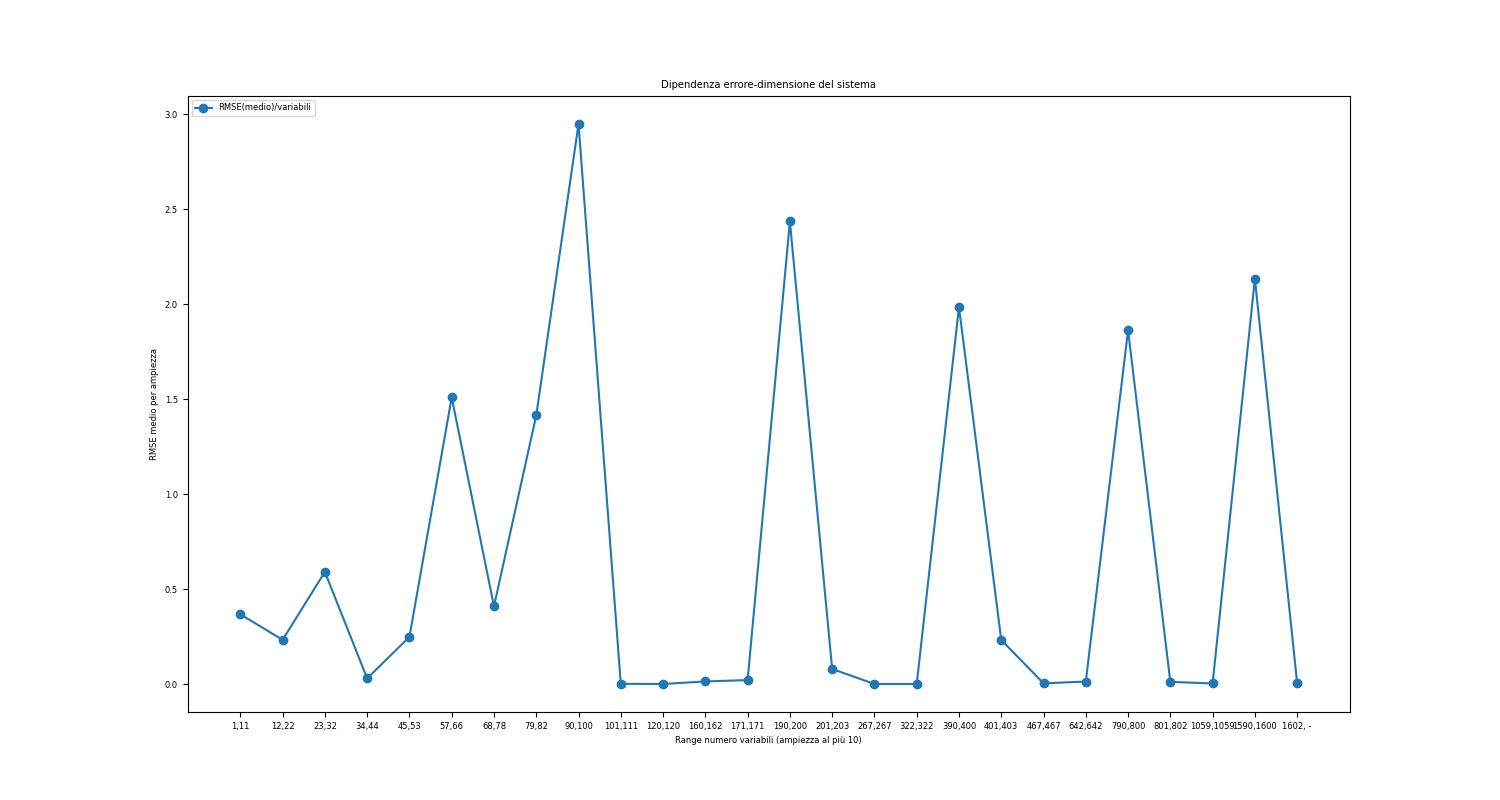 Dipendenza errore-dimensione del sistema
RMSE(medio)/variabili
3.0
2.5
2.0
1.5
1.0
0.5
0.0
RMSE medio per ampiezza
1,11 12,22 23,32 34,44 45,53 57,66 68,78 79,82 90,100 101,111 120,120 160,162 171,171 190,200 201,203 267,267 322,322 390,400 401,403 467,467 642,642 790,800 801,802 1059,1059 1590,1600 1602, -
Range numero variabili (ampiezza al più 10)